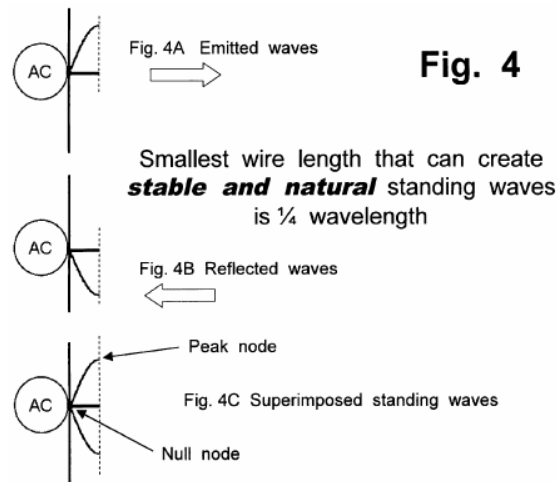 Fig. 4A Emitted waves
Fig. 4
AC
Smallest wire length that can create
stable and natural standing waves
is ¼ wavelength
AC
Fig. 4B Reflected waves
Peak node
AC
Fig. 4C Superimposed standing waves
Null node